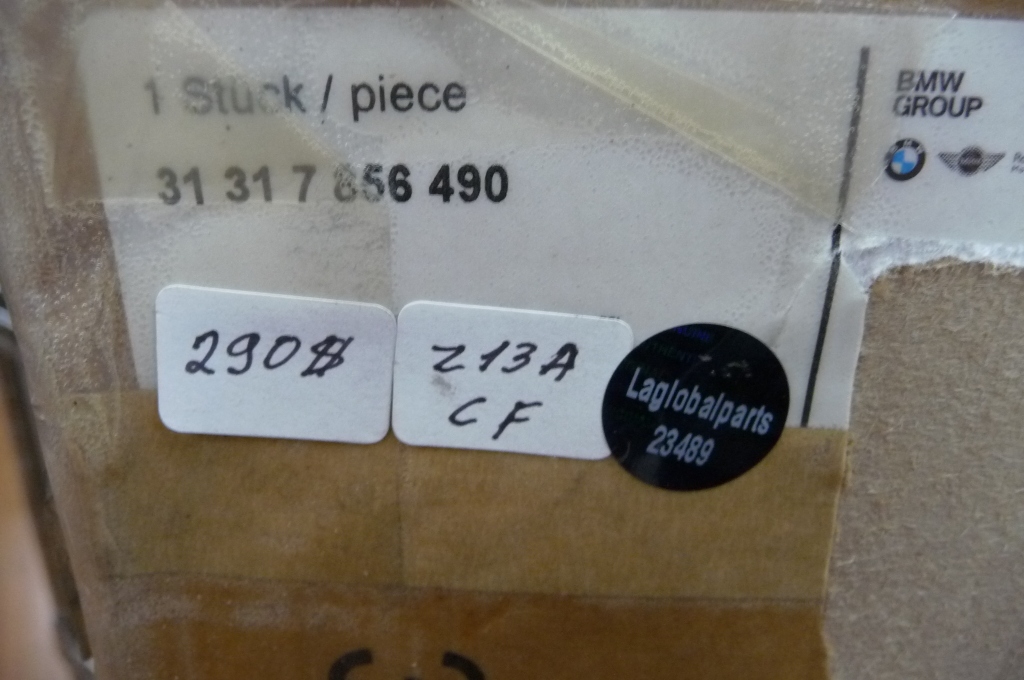 1 Stück / piece
31 31 7 856 490
BMW
GROUP
290$
Z13A
CF
Laglobalparts
23489